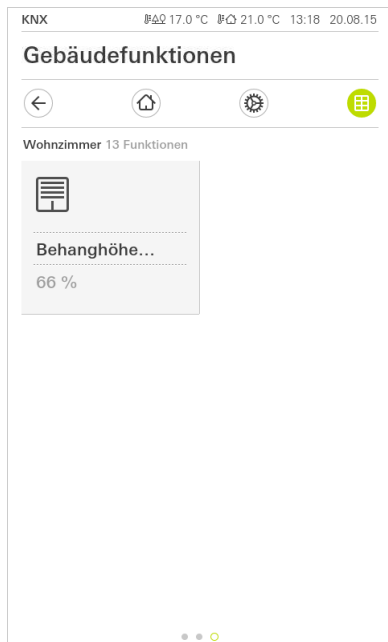 KNX 17.0 °C 21.0 °C 13:18 20.08.15
Gebäudefunktionen
Wohnzimmer 13 Funktionen
Behanghöhe...
66 %